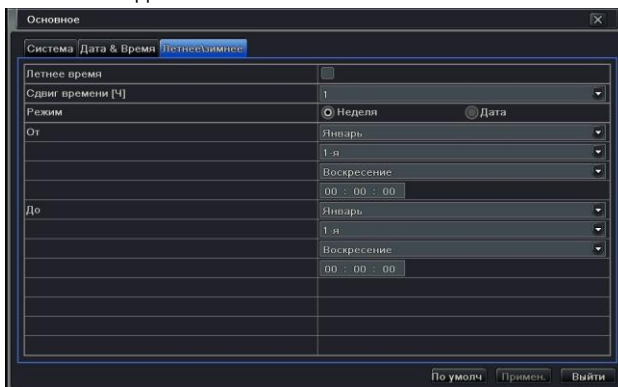 Основное
Система Дата & Время Летнее\зимнее
Летнее время
Сдвиг времени [Ч] 1
Режим Неделя Дата
От Январь
1-я
Воскресение
00 : 00 : 00
До Январь
1-я
Воскресение
00 : 00 : 00
По умолч Примен. Выйти